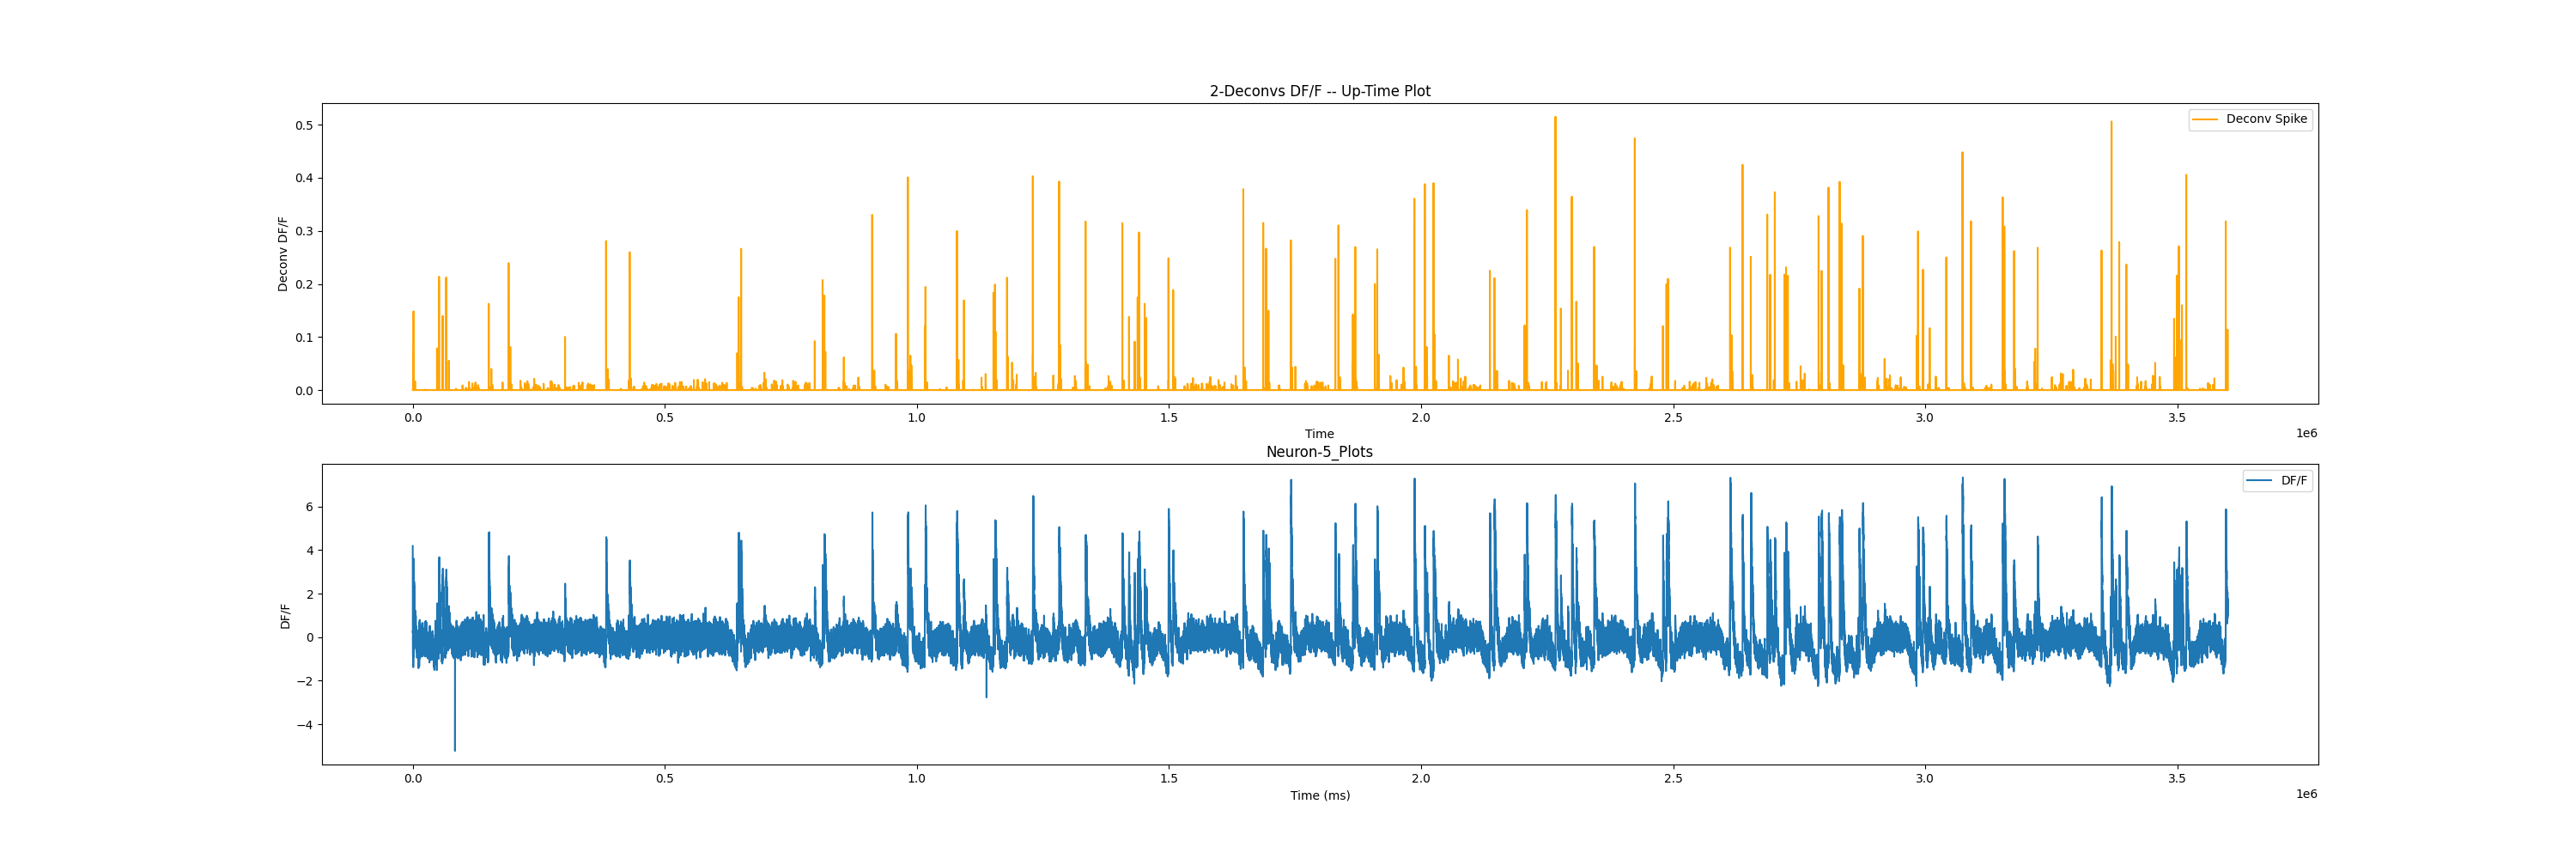 2-Deconvs DF/F -- Up-Time Plot
Deconv Spike
Deconv DF/F
0.5
0.4
0.3
0.2
0.1
0.0
0.0 0.5 1.0 1.5 2.0 2.5 3.0 3.5
Time
1e6
Neuron-5_Plots
DF/F
DF/F
6
4
2
0
−2
−4
0.0 0.5 1.0 1.5 2.0 2.5 3.0 3.5
Time (ms)
1e6